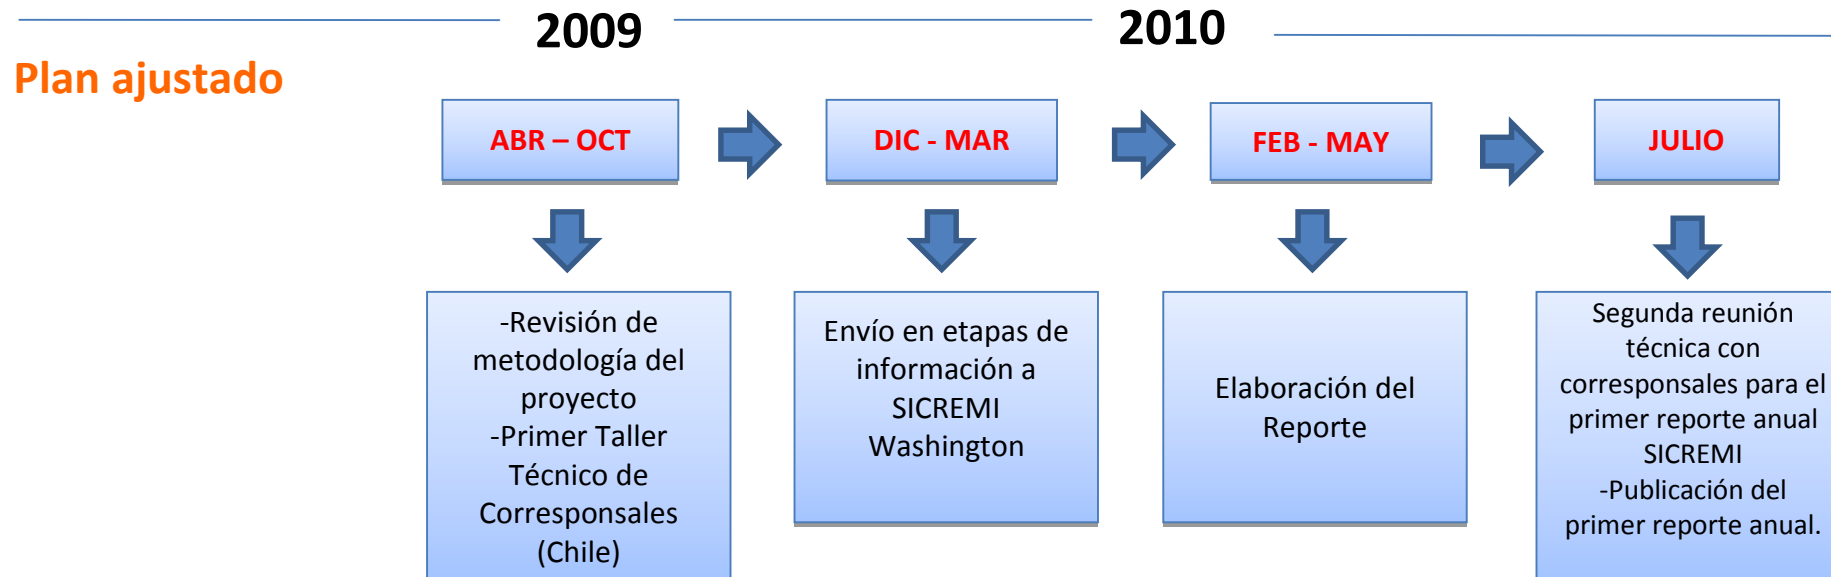 2009
2010
Plan ajustado
ABR – OCT
DIC - MAR
FEB - MAY
JULIO
-Revisión de
metodología del
proyecto
-Primer Taller
Técnico de
Corresponsales
(Chile)
Envío en etapas de
información a
SICREMI
Washington
Elaboración del
Reporte
Segunda reunión
técnica con
corresponsales para el
primer reporte anual
SICREMI
-Publicación del
primer reporte anual.